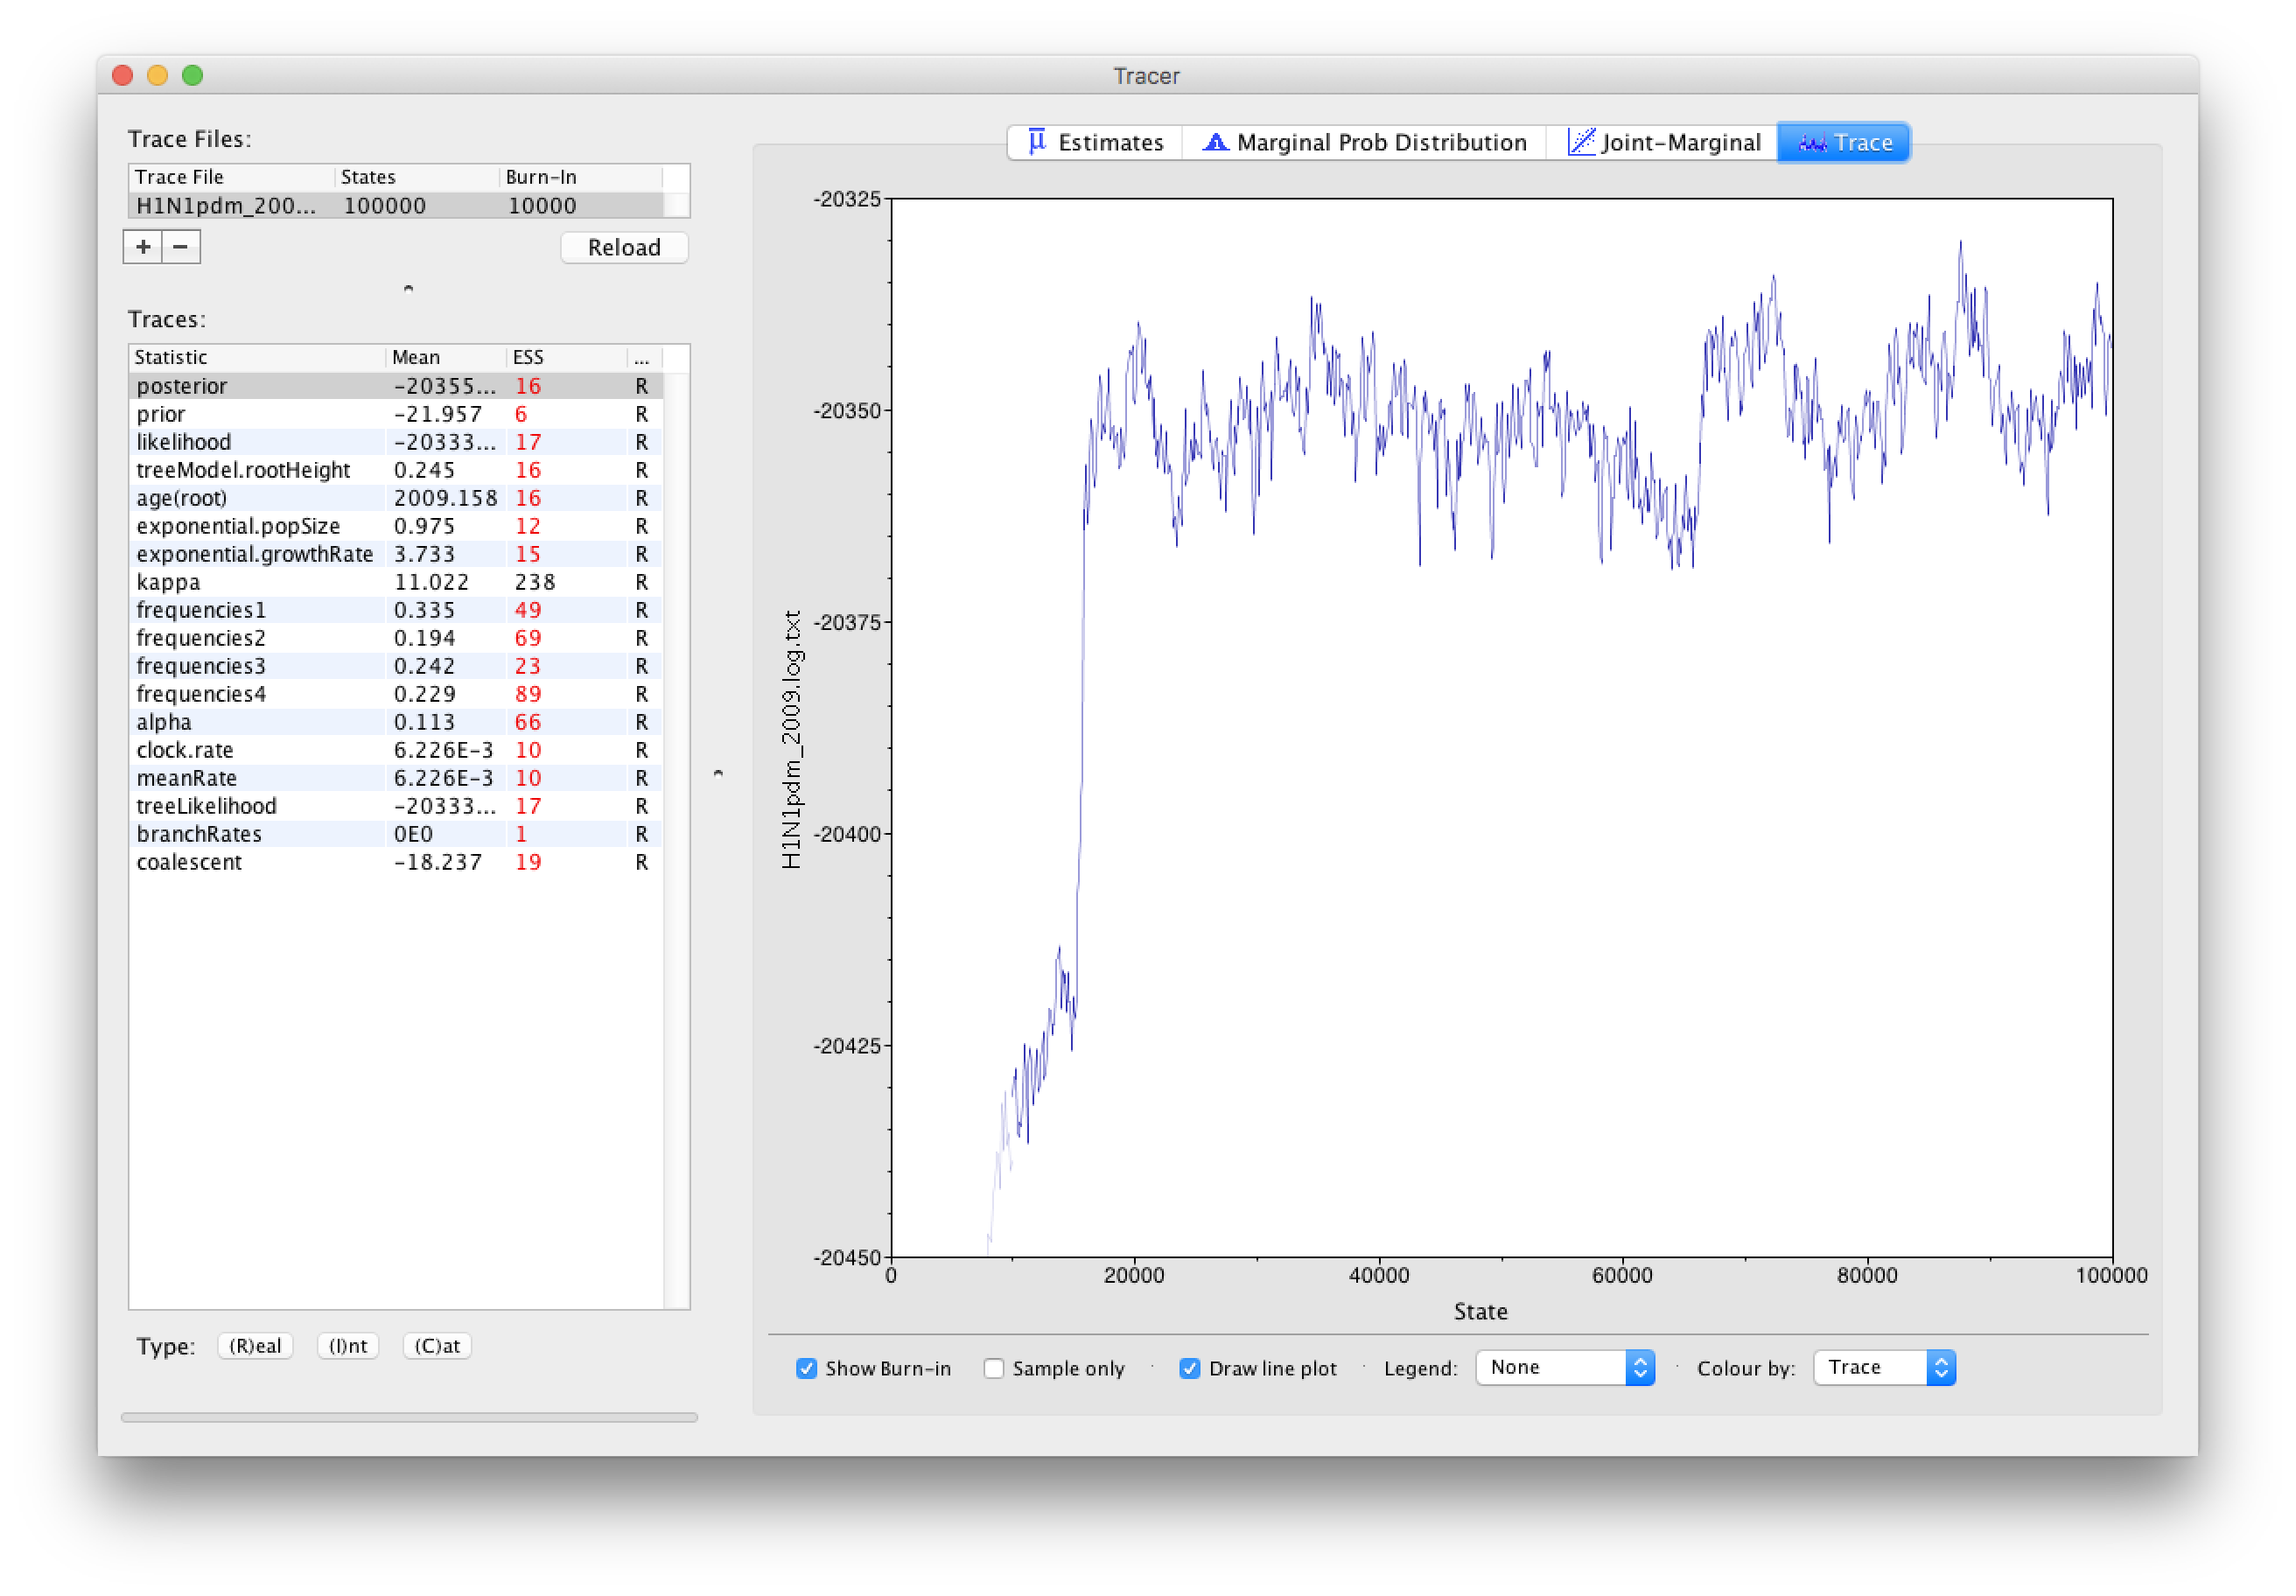 Tracer
Trace Files:
Trace File States Burn-In
H1N1pdm_200... 100000 10000
+ −
Reload
Traces:
Statistic Mean ESS ...
posterior -20355... 16 R
prior -21.957 6 R
likelihood -20333... 17 R
treeModel.rootHeight 0.245 16 R
age(root) 2009.158 16 R
exponential.popSize 0.975 12 R
exponential.growthRate 3.733 15 R
kappa 11.022 238 R
frequencies1 0.335 49 R
frequencies2 0.194 69 R
frequencies3 0.242 23 R
frequencies4 0.229 89 R
alpha 0.113 66 R
clock.rate 6.226E-3 10 R
meanRate 6.226E-3 10 R
treeLikelihood -20333... 17 R
branchRates 0E0 1 R
coalescent -18.237 19 R
Type: (R)eal (I)nt (C)at
μ Estimates Marginal Prob Distribution Joint-Marginal Trace
-20325
-20350
-20375
-20400
-20425
-20450
H1N1pdm_2009.log.txt
0 20000 40000 60000 80000 100000
State
Show Burn-in Sample only Draw line plot Legend: None Colour by: Trace